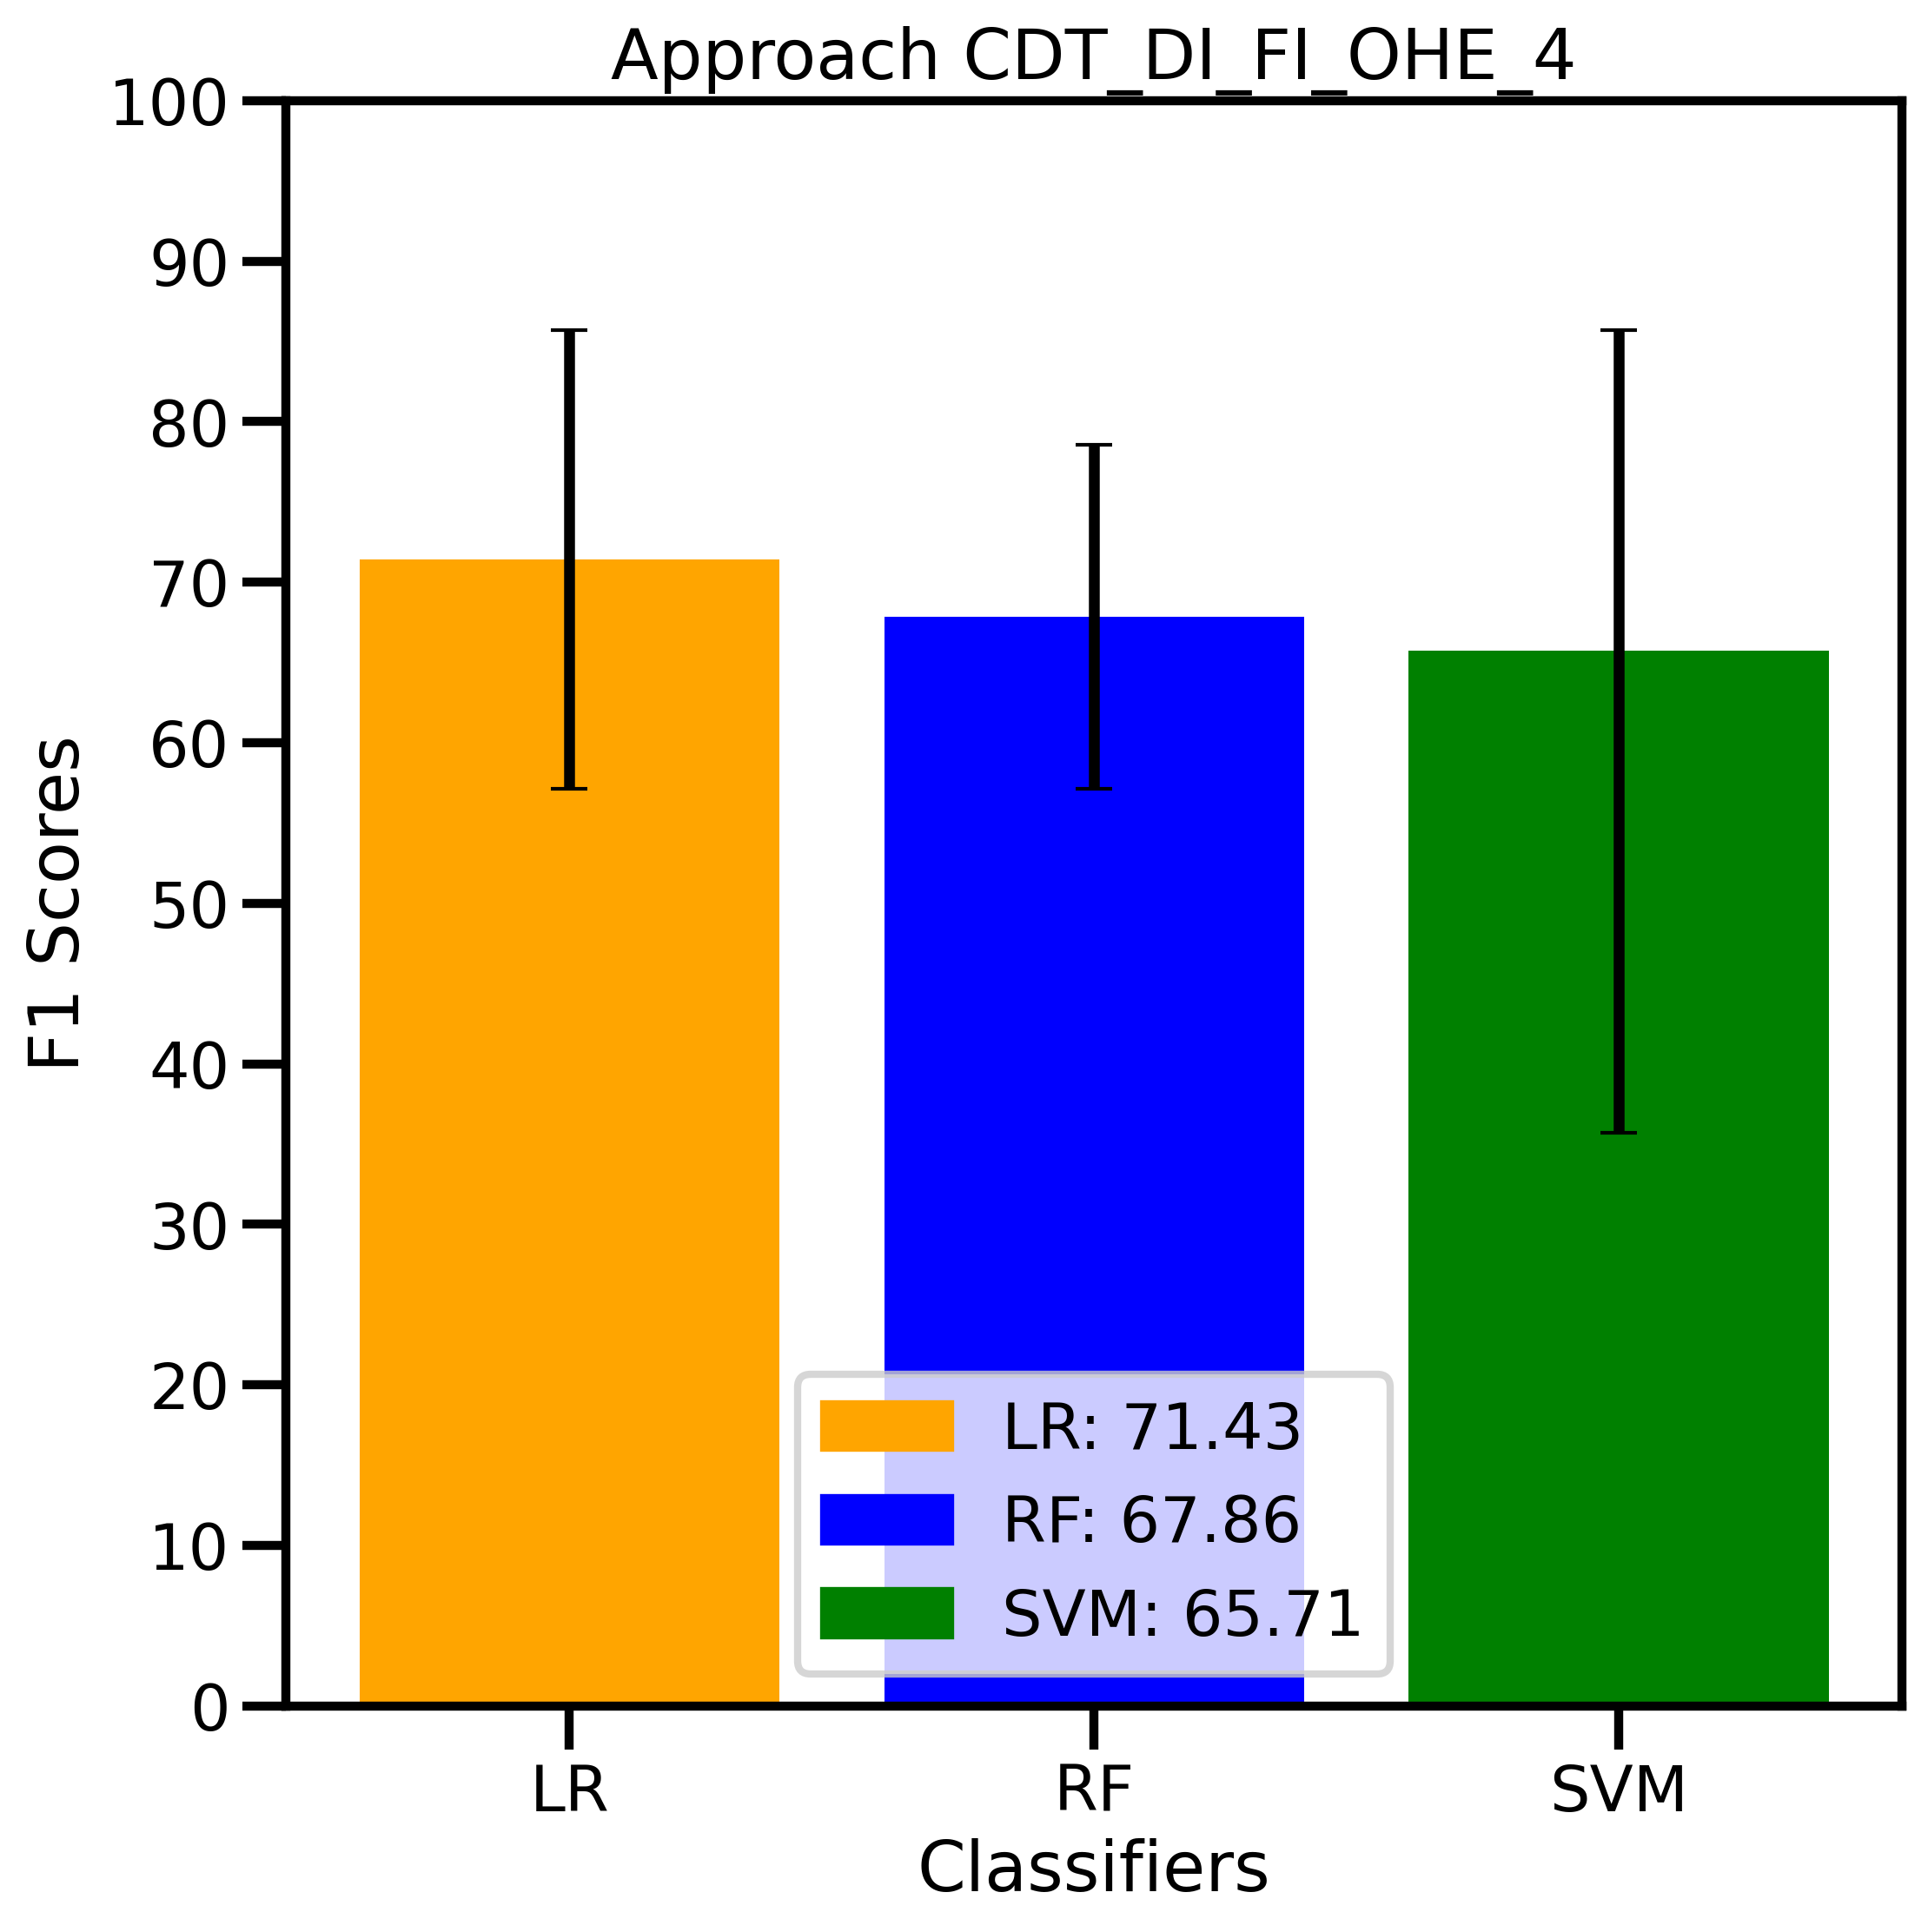 Approach CDT_DI_FI_OHE_4
100
90
80
70
60
50
40
30
20
10
0
F1 Scores
LR: 71.43
RF: 67.86
SVM: 65.71
LR RF SVM
Classifiers